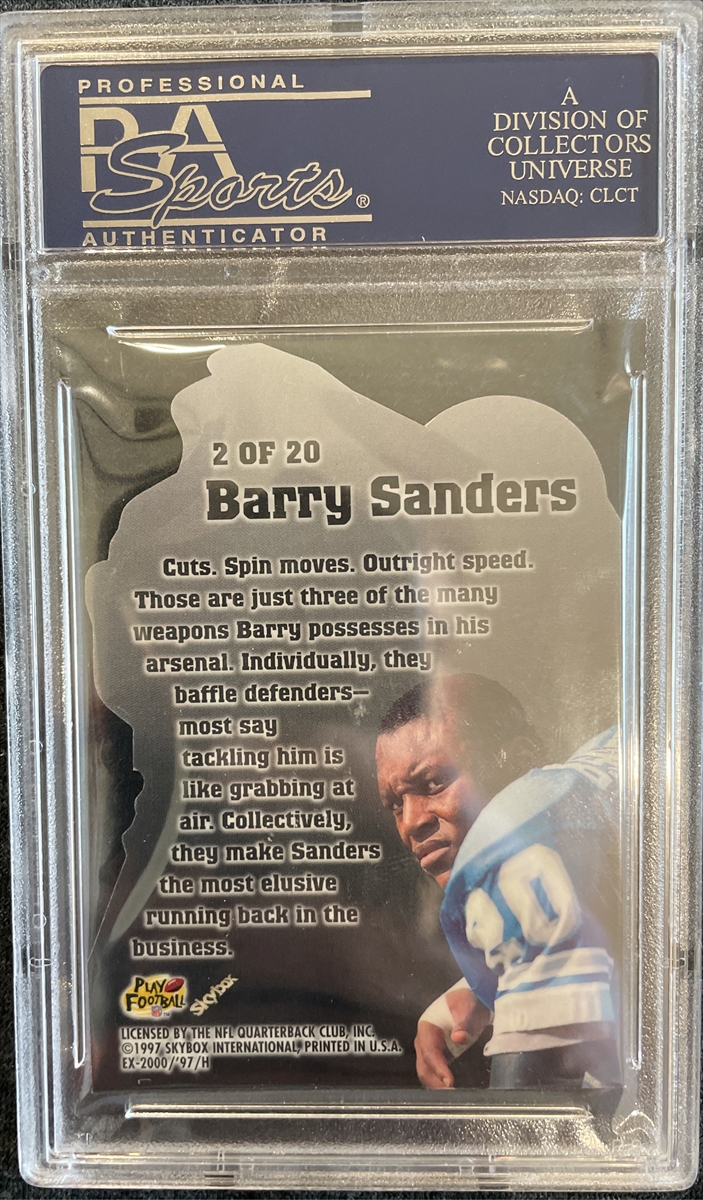 PROFESSIONAL
PSA
Sports®
AUTHENTICATOR
A
DIVISION OF
COLLECTORS
UNIVERSE
NASDAQ: CLCT
2 OF 20
Barry Sanders
Cuts. Spin moves. Outright speed.
Those are just three of the many
weapons Barry possesses in his
arsenal. Individually, they
baffle defenders—
most say
tackling him is
like grabbing at
air. Collectively,
they make Sanders
the most elusive
running back in the
business.
20
PLAY
FOOTBALL™
SkyBox
LICENSED BY THE NFL QUARTERBACK CLUB, INC.
©1997 SKYBOX INTERNATIONAL, PRINTED IN U.S.A.
EX-2000/'97/H